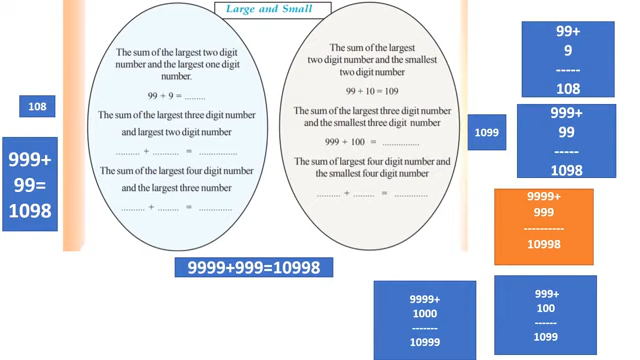 Large and Small
The sum of the largest two digit
number and the largest one digit
number.
99 + 9 = .........
The sum of the largest three digit number
and largest two digit number
.......... + ......... = ...............
The sum of the largest four digit number
and the largest three number
.......... + ........ = .............
The sum of the largest
two digit number and the smallest
two digit number
99 + 10 = 109
The sum of the largest three digit number
and the smallest three digit number
999 + 100 = ...............
The sum of largest four digit number and
the smallest four digit number
.......... + ........ = .............
108
999+
99=
1098
9999+999=10998
1099
99+
9
-----
108
999+
99
-----
1098
9999+
999
----------
10998
9999+
1000
-------
10999
999+
100
------
1099